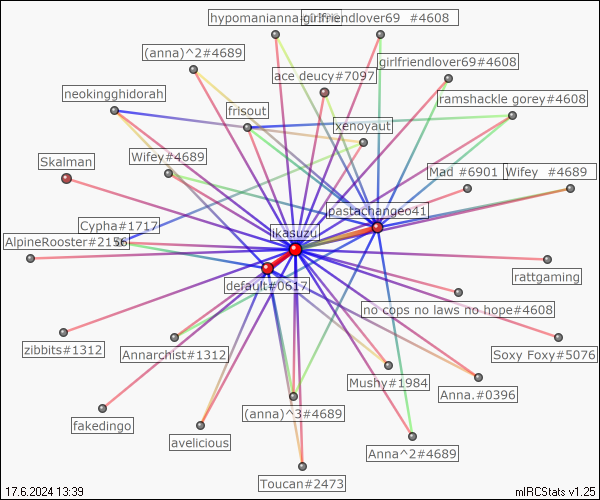 hypomanianna
girlfriendlover69   #4608
(anna)^2#4689
girlfriendlover69#4608
ace deucy#7097
neokingghidorah
ramshackle gorey#4608
frisout
xenoyaut
Wifey#4689
Skalman
Mad #6901
Wifey   #4689
pastachange041
Cypha#1717
ikasuzu
AlpineRooster#2156
rattgaming
default#0617
no cops no laws no hope#4608
zibbits#1312
Annarchist#1312
Soxy Foxy#5076
Mushy#1984
Anna.#0396
(anna)^3#4689
fakedingo
avelicious
Anna^2#4689
Toucan#2473
17.6.2024 13:39
mIRCStats v1.25